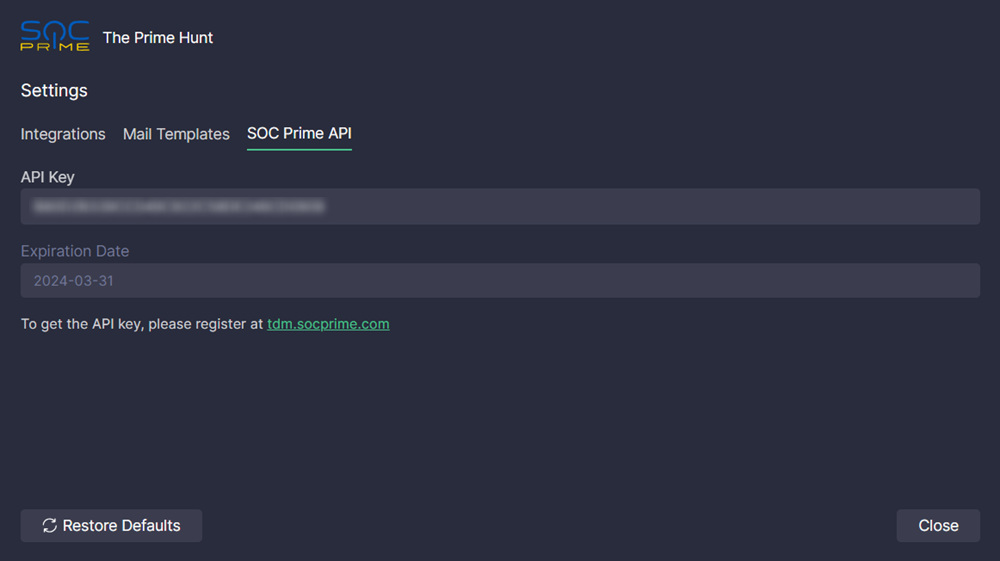 SOC
PRIME
The Prime Hunt
Settings
Integrations Mail Templates SOC Prime API
API Key
Expiration Date
2024-03-31
To get the API key, please register at tdm.socprime.com
Restore Defaults Close